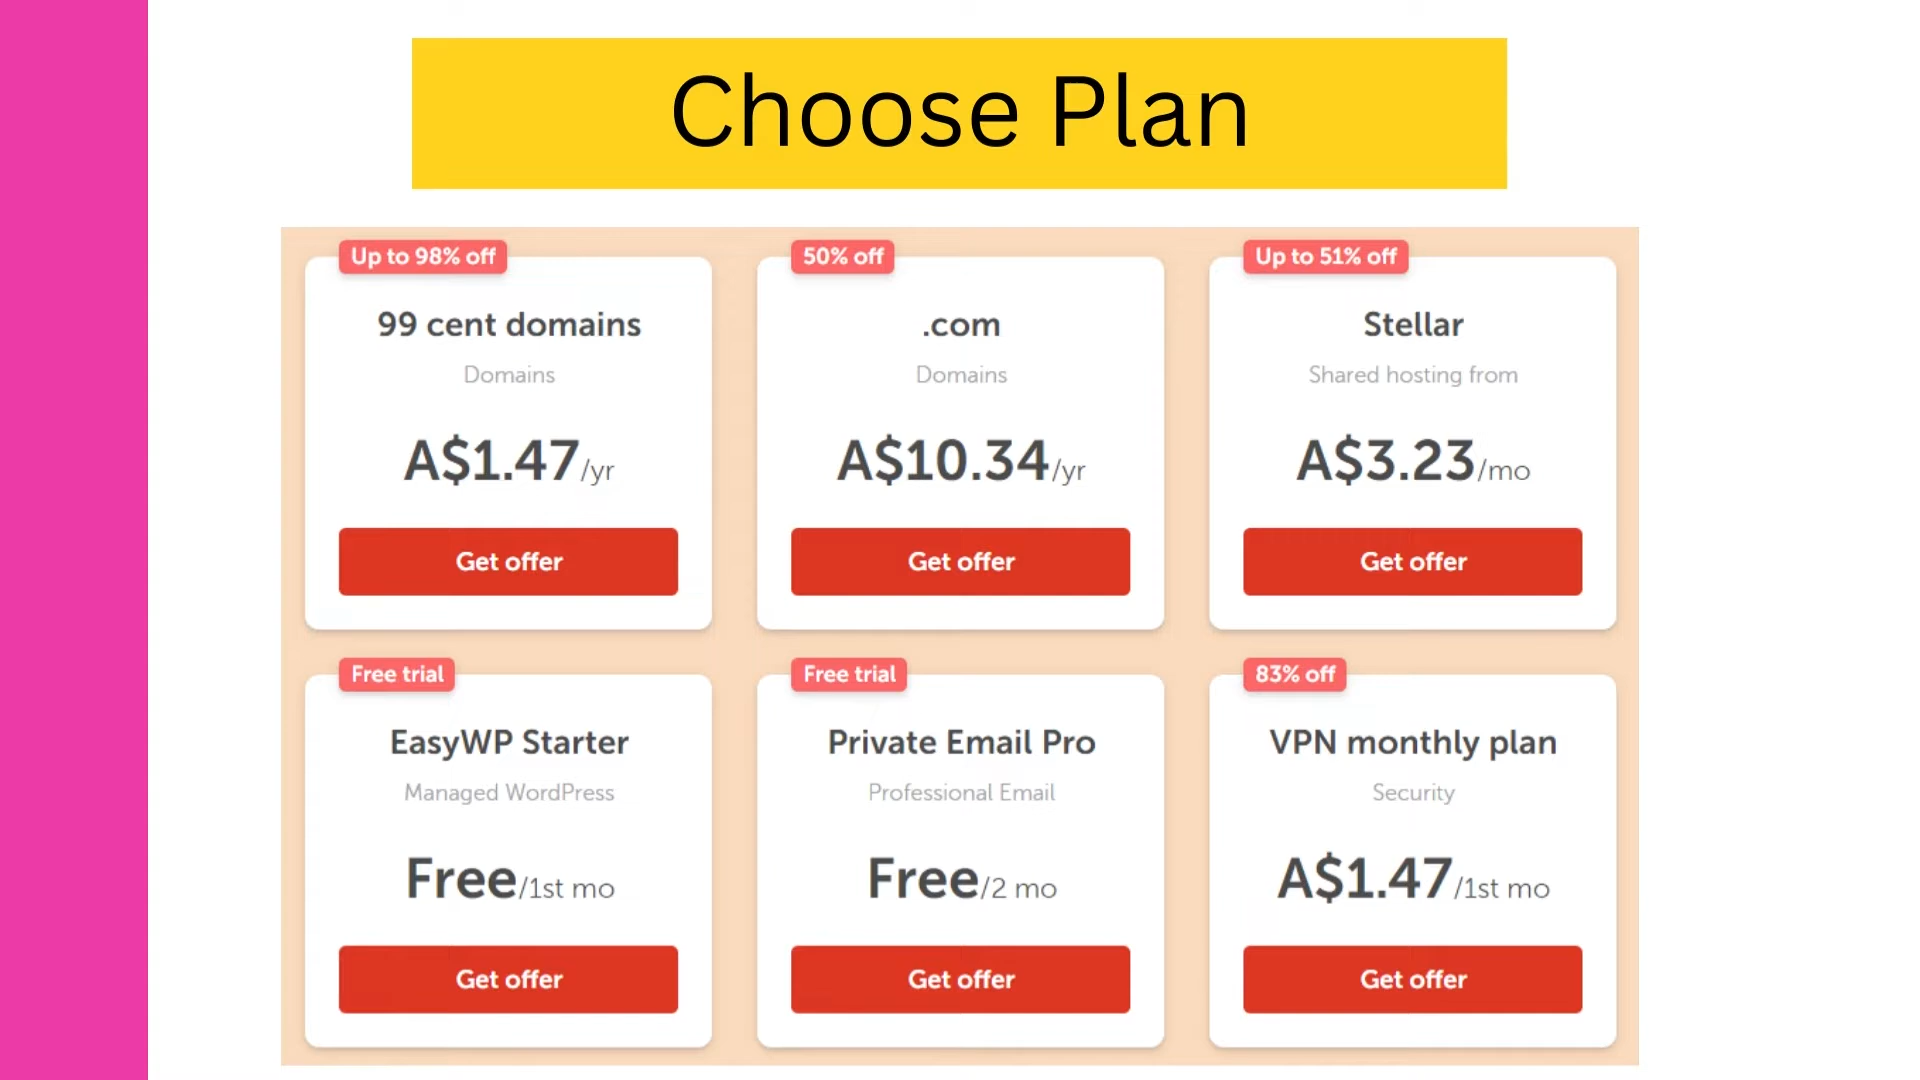 Choose Plan
Up to 98% off
99 cent domains
Domains
A$1.47/yr
Get offer
50% off
.com
Domains
A$10.34/yr
Get offer
Up to 51% off
Stellar
Shared hosting from
A$3.23/mo
Get offer
Free trial
EasyWP Starter
Managed WordPress
Free/1st mo
Get offer
Free trial
Private Email Pro
Professional Email
Free/2 mo
Get offer
83% off
VPN monthly plan
Security
A$1.47/1st mo
Get offer